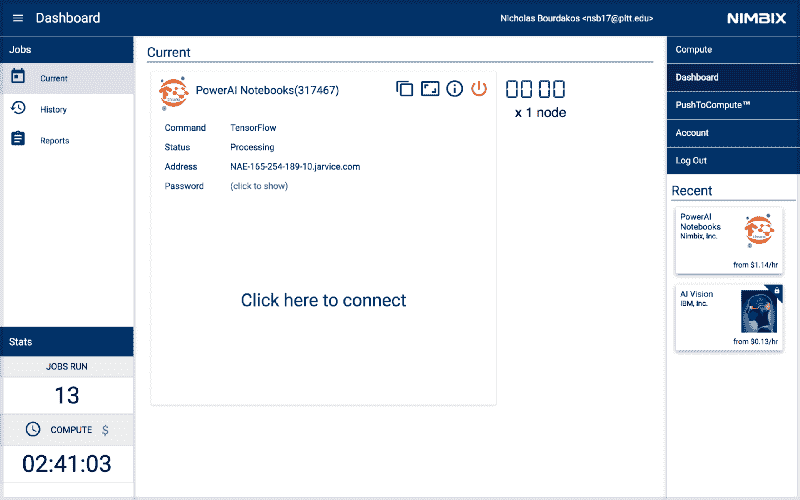 Dashboard
Nicholas Bourdakos <nsb17@pitt.edu>
NIMBIX
Jobs
Current
History
Reports
Stats
JOBS RUN
13
COMPUTE $
02:41:03
Current
PowerAI Notebooks(317467)
Command TensorFlow
Status Processing
Address NAE-165-254-189-10.jarvice.com
Password (click to show)
Click here to connect
00 00
x 1 node
Compute
Dashboard
PushToCompute™
Account
Log Out
Recent
PowerAI
Notebooks
Nimbix, Inc.
from $1.14/hr
AI Vision
IBM, Inc.
from $0.13/hr